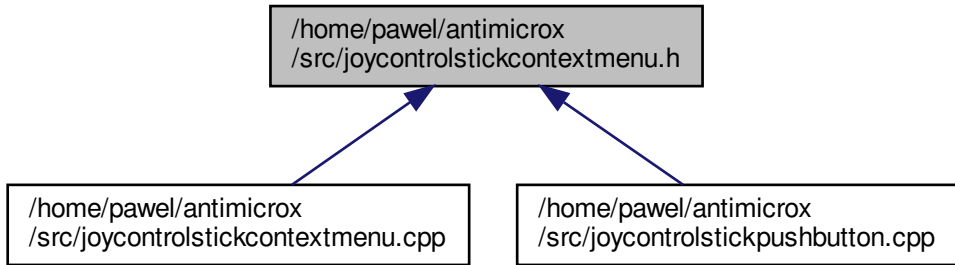 /home/pawel/antimicrox
/src/joycontrolstickcontextmenu.h
/home/pawel/antimicrox
/src/joycontrolstickcontextmenu.cpp
/home/pawel/antimicrox
/src/joycontrolstickpushbutton.cpp